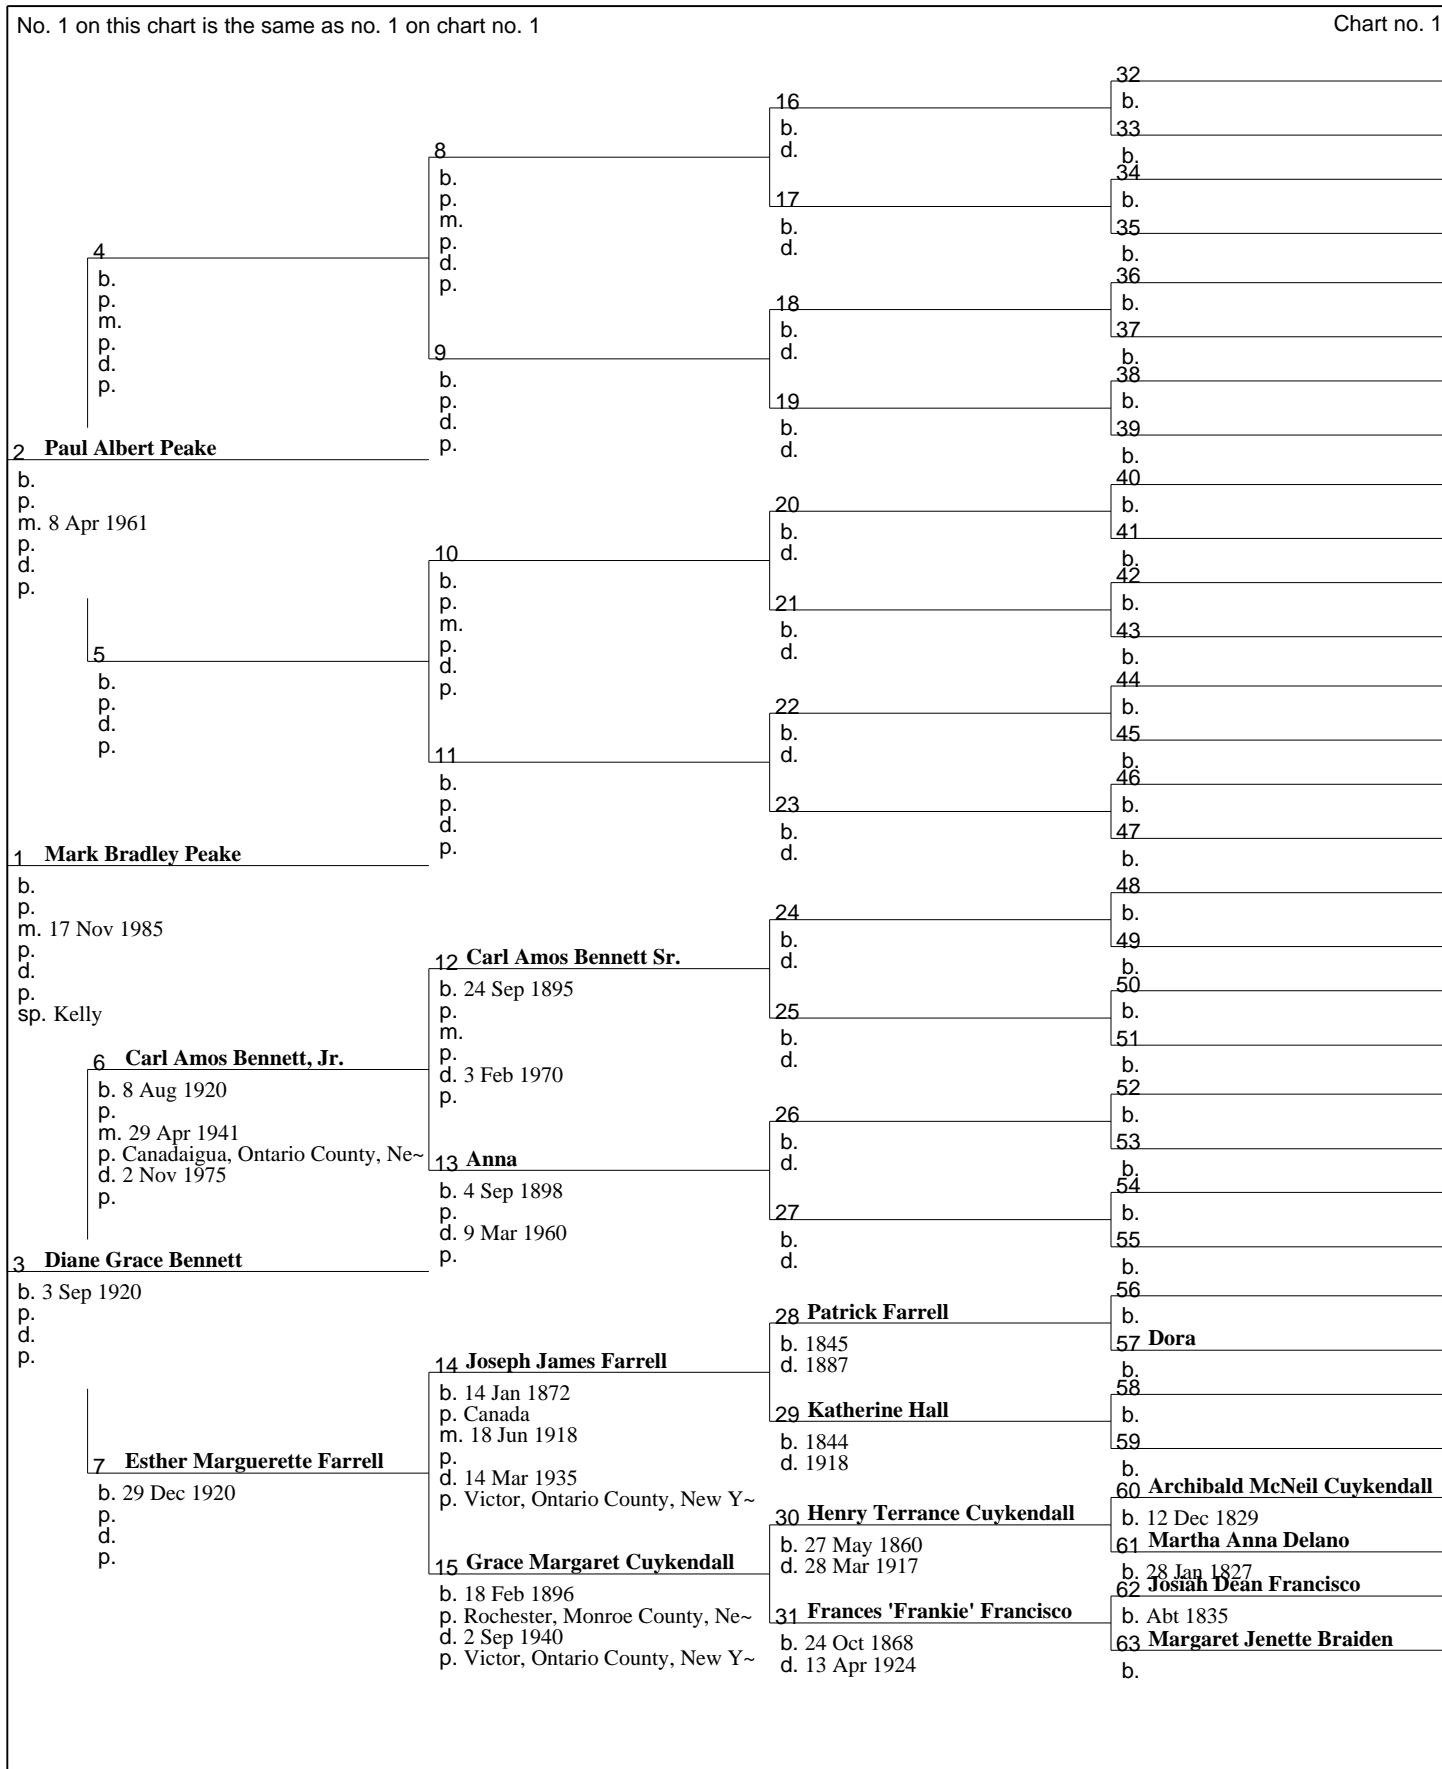 No. 1 on this chart is the same as no. 1 on chart no. 1
Chart no. 1
2 Paul Albert Peake
b.
p.
m. 8 Apr 1961
p.
d.
p.
1 Mark Bradley Peake
b.
p.
m. 17 Nov 1985
p.
d.
p.
sp. Kelly
3 Diane Grace Bennett
b. 3 Sep 1920
p.
d.
p.
4
b.
p.
m.
p.
d.
p.
5
b.
p.
d.
p.
6 Carl Amos Bennett, Jr.
b. 8 Aug 1920
p.
m. 29 Apr 1941
p. Canadaigua, Ontario County, Ne~
d. 2 Nov 1975
p.
7 Esther Marguerette Farrell
b. 29 Dec 1920
p.
d.
p.
8
b.
p.
m.
p.
d.
p.
9
b.
p.
d.
p.
10
b.
p.
m.
p.
d.
p.
11
b.
p.
d.
p.
12 Carl Amos Bennett Sr.
b. 24 Sep 1895
p.
m.
p.
d. 3 Feb 1970
p.
13 Anna
b. 4 Sep 1898
p.
d. 9 Mar 1960
p.
14 Joseph James Farrell
b. 14 Jan 1872
p. Canada
m. 18 Jun 1918
p.
d. 14 Mar 1935
p. Victor, Ontario County, New Y~
15 Grace Margaret Cuykendall
b. 18 Feb 1896
p. Rochester, Monroe County, Ne~
d. 2 Sep 1940
p. Victor, Ontario County, New Y~
16
b.
d.
17
b.
d.
18
b.
d.
19
b.
d.
20
b.
d.
21
b.
d.
22
b.
d.
23
b.
d.
24
b.
d.
25
b.
d.
26
b.
d.
27
b.
d.
28 Patrick Farrell
b. 1845
d. 1887
29 Katherine Hall
b. 1844
d. 1918
30 Henry Terrance Cuykendall
b. 27 May 1860
d. 28 Mar 1917
31 Frances 'Frankie' Francisco
b. 24 Oct 1868
d. 13 Apr 1924
32
b.
33
b.
34
b.
35
b.
36
b.
37
b.
38
b.
39
b.
40
b.
41
b.
42
b.
43
b.
44
b.
45
b.
46
b.
47
b.
48
b.
49
b.
50
b.
51
b.
52
b.
53
b.
54
b.
55
b.
56
b.
57 Dora
b.
58
b.
59
b.
60 Archibald McNeil Cuykendall
b. 12 Dec 1829
61 Martha Anna Delano
b. 28 Jan 1827
62 Josiah Dean Francisco
b. Abt 1835
63 Margaret Jenette Braiden
b.